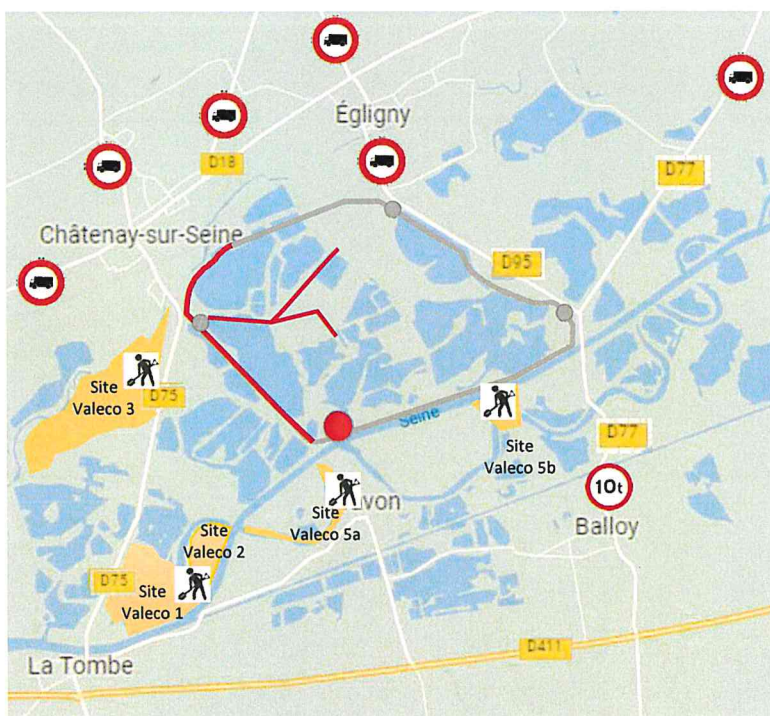 Égligny
D18
D77
Châtenay-sur-Seine
D95
Site
Valeco 3
D75
Seine
Site
Valeco 5b
D77
10t
Balloy
Site
Valeco 5a
Site
Valeco 2
D75
Site
Valeco 1
La Tombe
D411